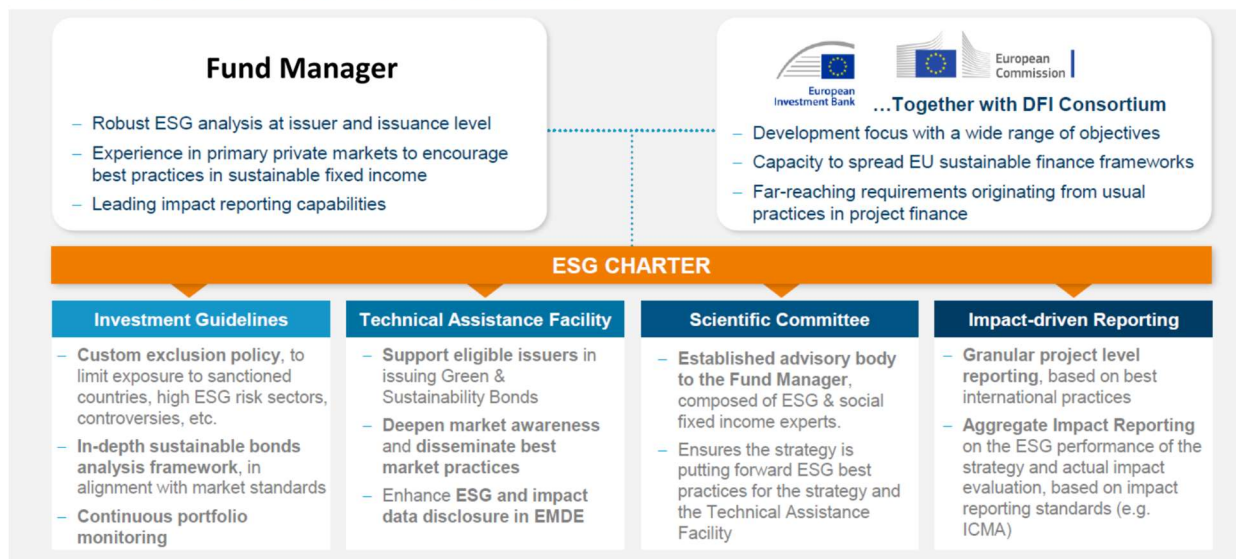 Fund Manager
– Robust ESG analysis at issuer and issuance level
– Experience in primary private markets to encourage
best practices in sustainable fixed income
– Leading impact reporting capabilities
European
Investment Bank
European
Commission
...Together with DFI Consortium
– Development focus with a wide range of objectives
– Capacity to spread EU sustainable finance frameworks
– Far-reaching requirements originating from usual
practices in project finance
ESG CHARTER
Investment Guidelines
– Custom exclusion policy, to
limit exposure to sanctioned
countries, high ESG risk sectors,
controversies, etc.
– In-depth sustainable bonds
analysis framework, in
alignment with market standards
– Continuous portfolio
monitoring
Technical Assistance Facility
– Support eligible issuers in
issuing Green &
Sustainability Bonds
– Deepen market awareness
and disseminate best
market practices
– Enhance ESG and impact
data disclosure in EMDE
Scientific Committee
– Established advisory body
to the Fund Manager,
composed of ESG & social
fixed income experts.
– Ensures the strategy is
putting forward ESG best
practices for the strategy and
the Technical Assistance
Facility
Impact-driven Reporting
– Granular project level
reporting, based on best
international practices
– Aggregate Impact Reporting
on the ESG performance of the
strategy and actual impact
evaluation, based on impact
reporting standards (e.g.
ICMA)